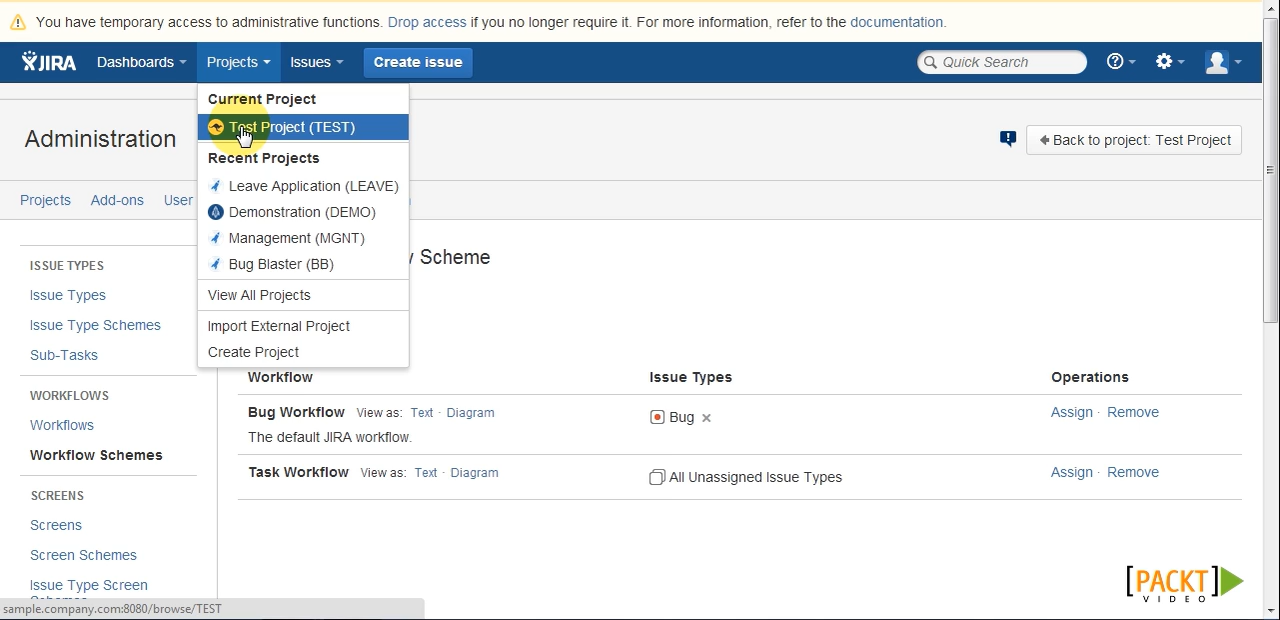 You have temporary access to administrative functions. Drop access if you no longer require it. For more information, refer to the documentation.
JIRA Dashboards Projects Issues Create issue Quick Search
Current Project
Test Project (TEST)
Recent Projects
Leave Application (LEAVE)
Demonstration (DEMO)
Management (MGNT)
Bug Blaster (BB)
View All Projects
Import External Project
Create Project
Administration
Back to project: Test Project
Projects Add-ons User
Scheme
ISSUE TYPES
Issue Types
Issue Type Schemes
Sub-Tasks
WORKFLOWS
Workflows
Workflow Schemes
SCREENS
Screens
Screen Schemes
Issue Type Screen
Workflow Issue Types Operations
Bug Workflow View as: Text · Diagram Bug Assign · Remove
The default JIRA workflow.
Task Workflow View as: Text · Diagram All Unassigned Issue Types Assign · Remove
[PACKT]
VIDEO
sample.company.com:8080/browse/TEST